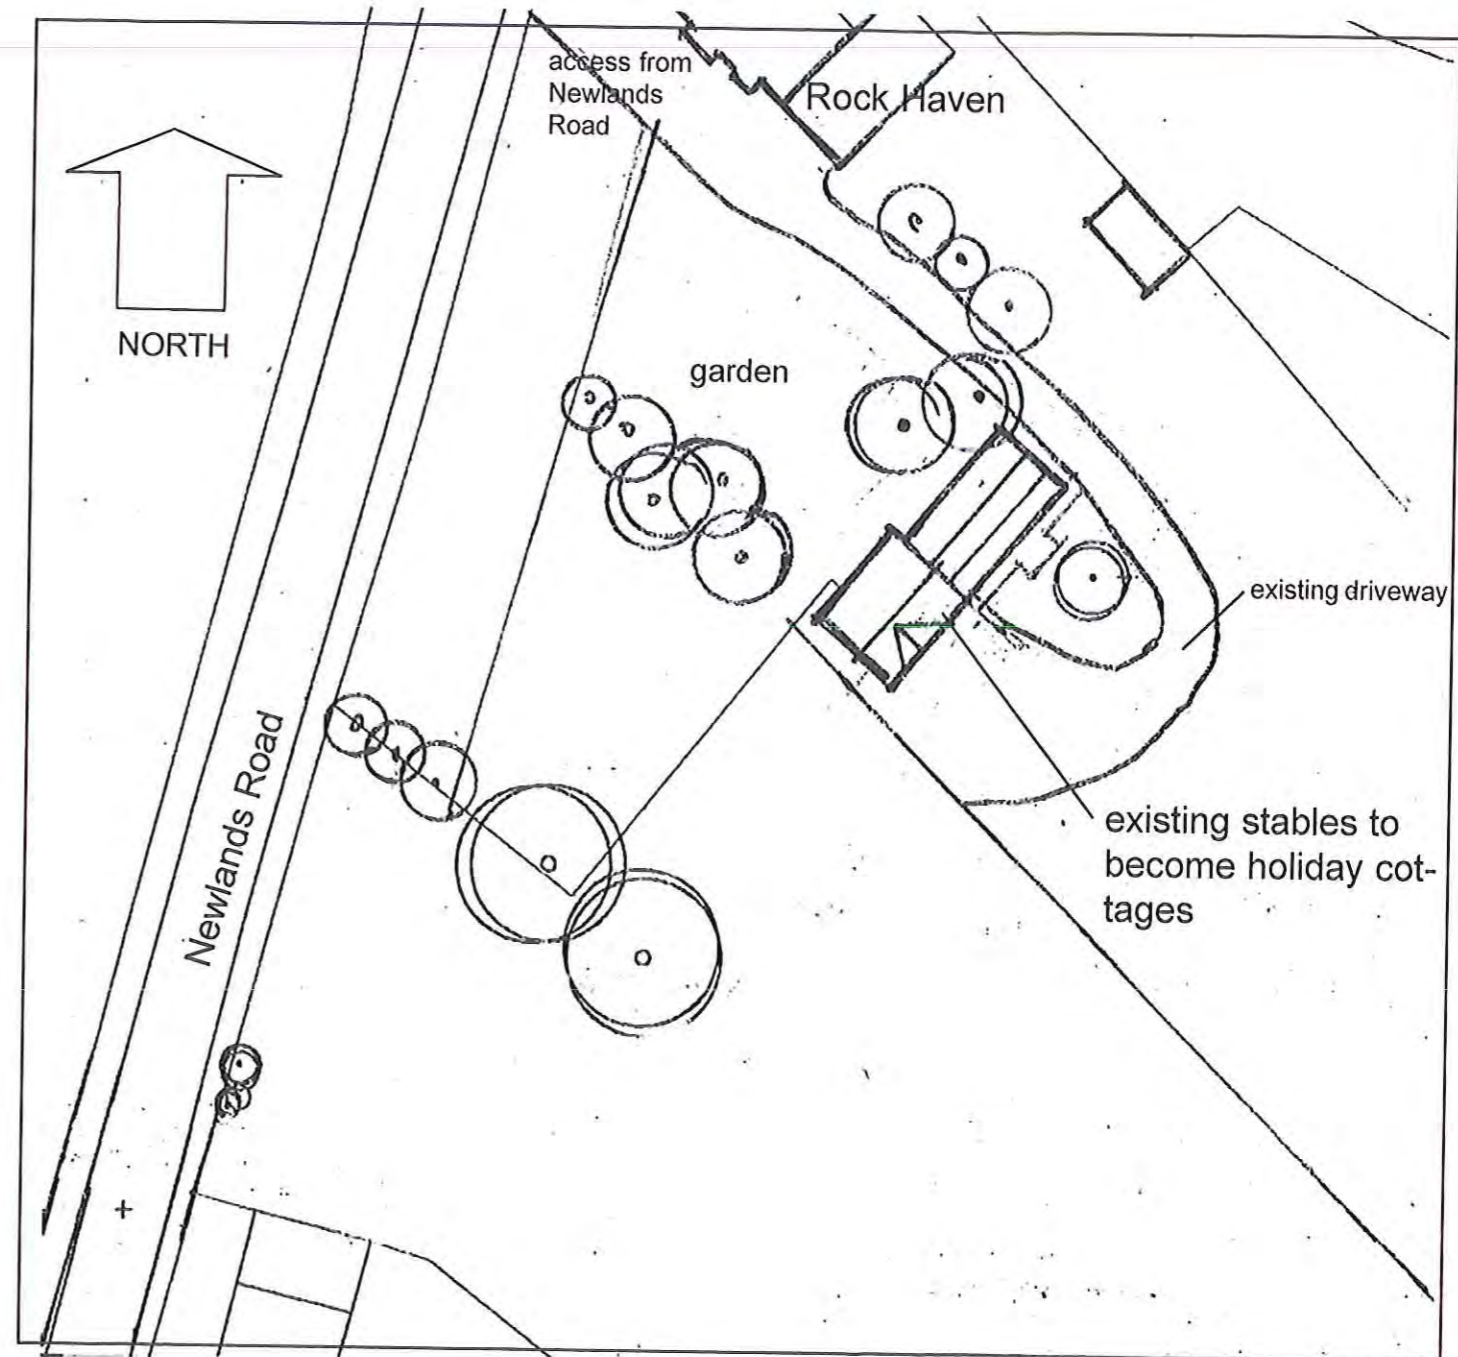 access from
Newlands
Road
Rock Haven
NORTH
garden
existing driveway
Newlands Road
existing stables to
become holiday cot-
tages